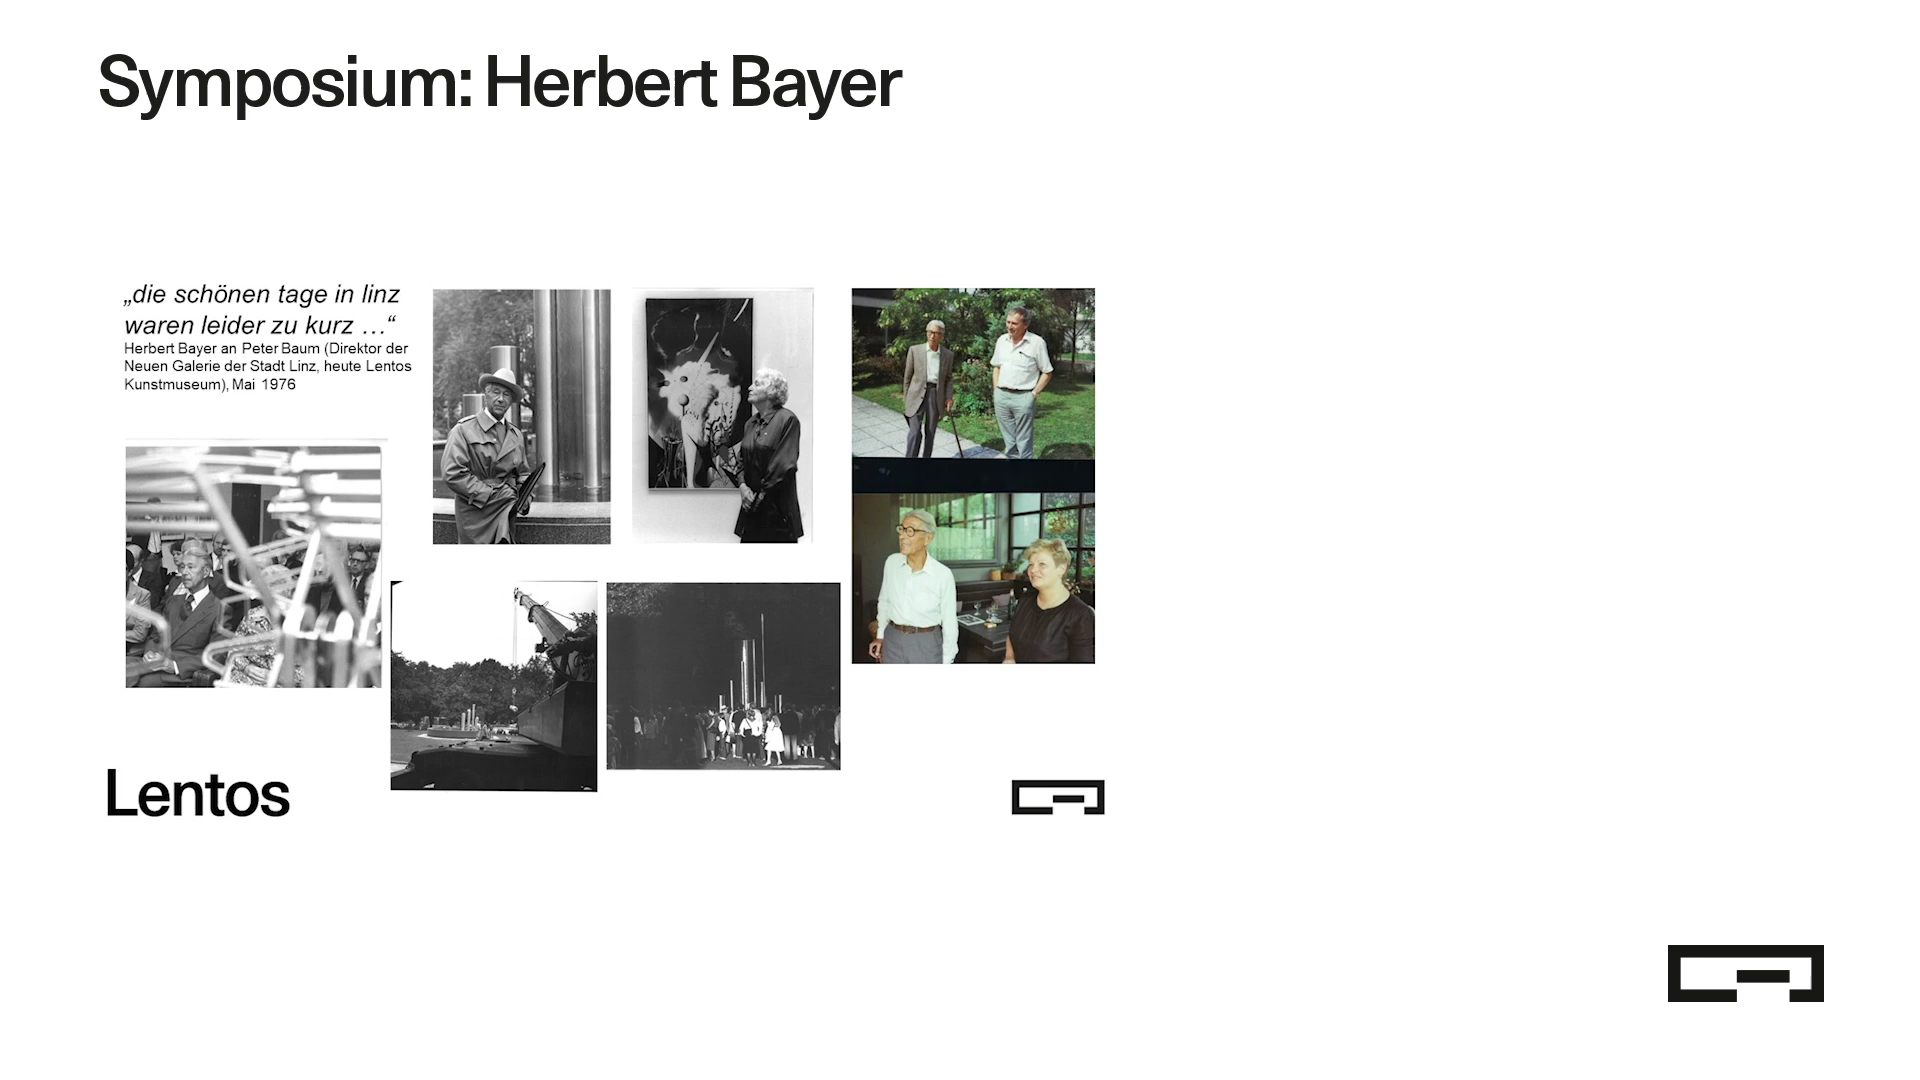 Symposium: Herbert Bayer
„die schönen tage in linz
waren leider zu kurz …“
Herbert Bayer an Peter Baum (Direktor der
Neuen Galerie der Stadt Linz, heute Lentos
Kunstmuseum), Mai 1976
Lentos